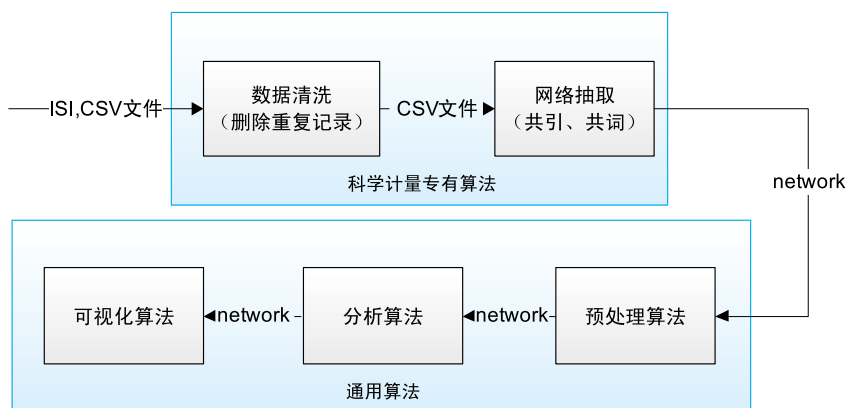 ISI,CSV文件
数据清洗
（删除重复记录）
CSV文件
网络抽取
（共引、共词）
科学计量专有算法
network
可视化算法
network
分析算法
network
预处理算法
通用算法